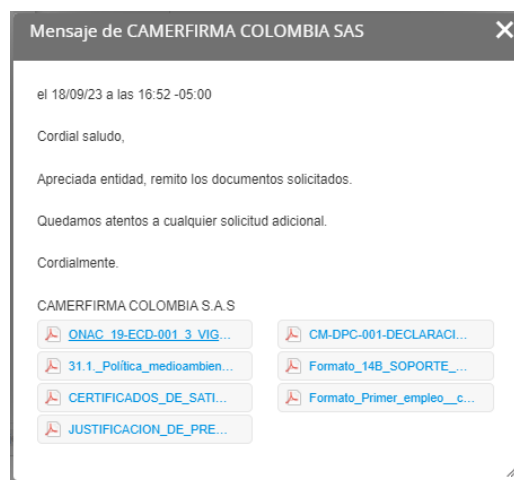 Mensaje de CAMERFIRMA COLOMBIA SAS
el 18/09/23 a las 16:52 -05:00
Cordial saludo,
Apreciada entidad, remito los documentos solicitados.
Quedamos atentos a cualquier solicitud adicional.
Cordialmente.
CAMERFIRMA COLOMBIA S.A.S
ONAC_19-ECD-001_3_VIG... CM-DPC-001-DECLARACI...
31.1._Política_medioambien... Formato_14B_SOPORTE_...
CERTIFICADOS_DE_SATI... Formato_Primer_empleo__c...
JUSTIFICACION_DE_PRE...